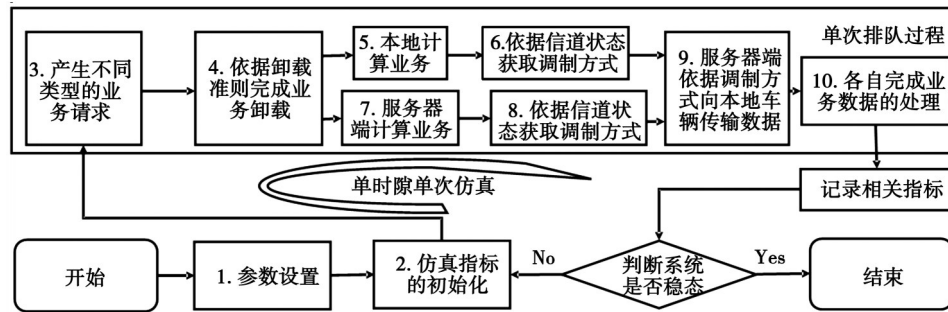 单次排队过程
3. 产生不同
类型的业
务请求
4. 依据卸载
准则完成业
务卸载
5. 本地计
算业务
6.依据信道状态
获取调制方式
7. 服务器
端计算业务
8. 依据信道状
态获取调制方式
9. 服务器端
依据调制方
式向本地车
辆传输数据
10. 各自完成业
务数据的处理
单时隙单次仿真
记录相关指标
开始
1. 参数设置
2. 仿真指标
的初始化
No
判断系统
是否稳态
Yes
结束